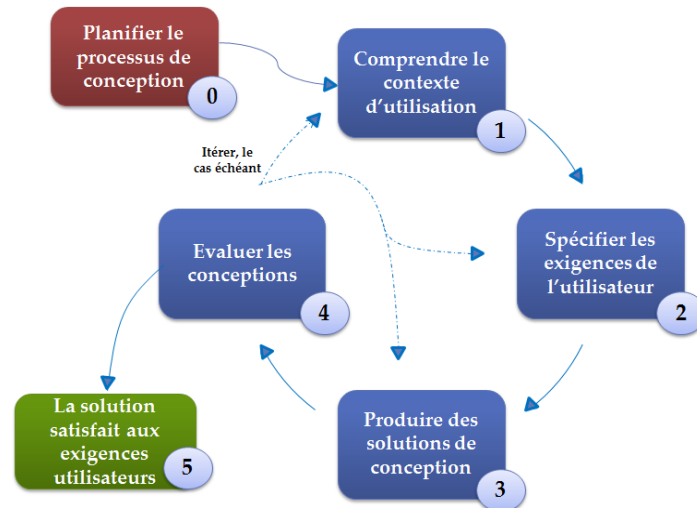 Planifier le
processus de
conception
0
Comprendre le
contexte
d'utilisation
1
Itérer, le
cas échéant
Evaluer les
conceptions
4
Spécifier les
exigences de
l'utilisateur
2
La solution
satisfait aux
exigences
utilisateurs
5
Produire des
solutions de
conception
3